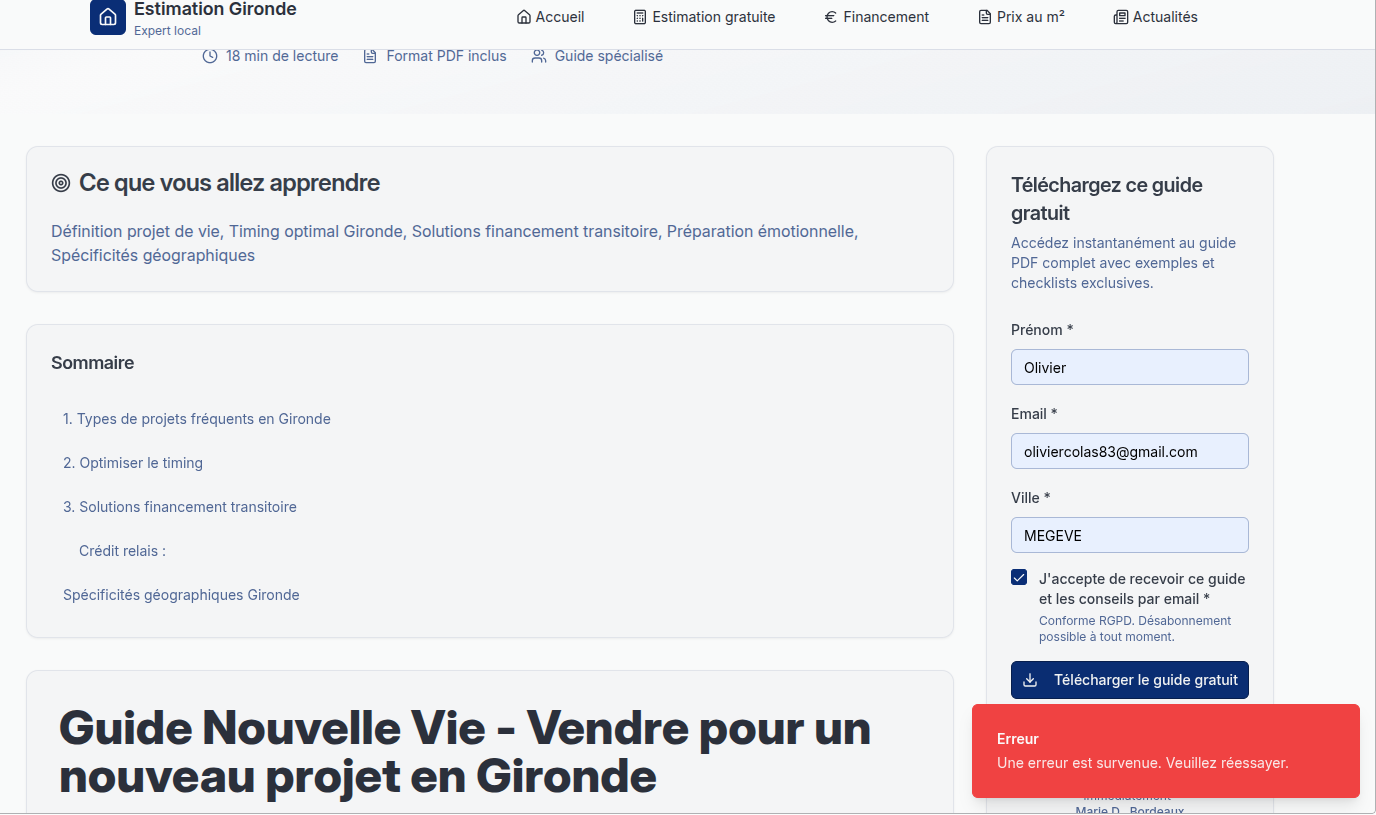 Estimation Gironde
Expert local
Accueil
Estimation gratuite
Financement
Prix au m²
Actualités
18 min de lecture
Format PDF inclus
Guide spécialisé
Ce que vous allez apprendre
Définition projet de vie, Timing optimal Gironde, Solutions financement transitoire, Préparation émotionnelle,
Spécificités géographiques
Sommaire
1. Types de projets fréquents en Gironde
2. Optimiser le timing
3. Solutions financement transitoire
Crédit relais :
Spécificités géographiques Gironde
Guide Nouvelle Vie - Vendre pour un
nouveau projet en Gironde
Téléchargez ce guide
gratuit
Accédez instantanément au guide
PDF complet avec exemples et
checklists exclusives.
Prénom *
Olivier
Email *
oliviercolas83@gmail.com
Ville *
MEGEVE
J'accepte de recevoir ce guide
et les conseils par email *
Conforme RGPD. Désabonnement
possible à tout moment.
Télécharger le guide gratuit
Erreur
Une erreur est survenue. Veuillez réessayer.
immédiatement
Marie D., Bordeaux